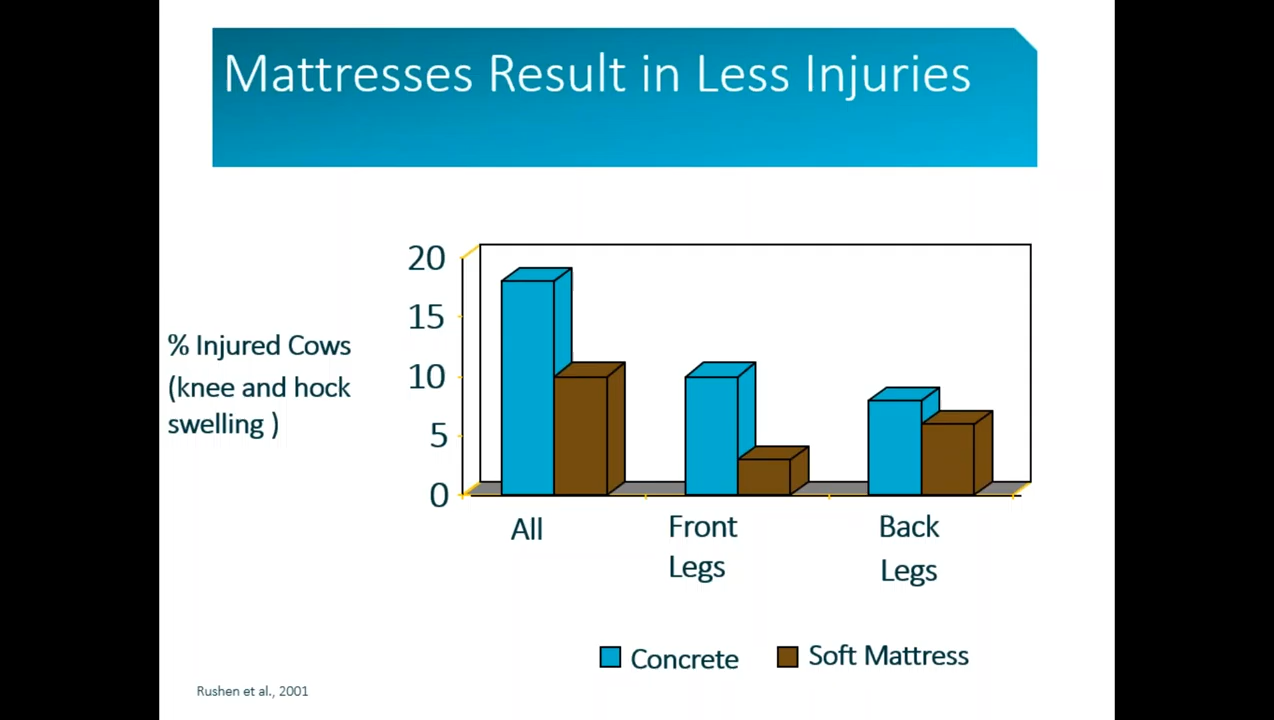 Mattresses Result in Less Injuries
20
15
10
5
0
% Injured Cows
(knee and hock
swelling )
All
Front
Legs
Back
Legs
Concrete
Soft Mattress
Rushen et al., 2001